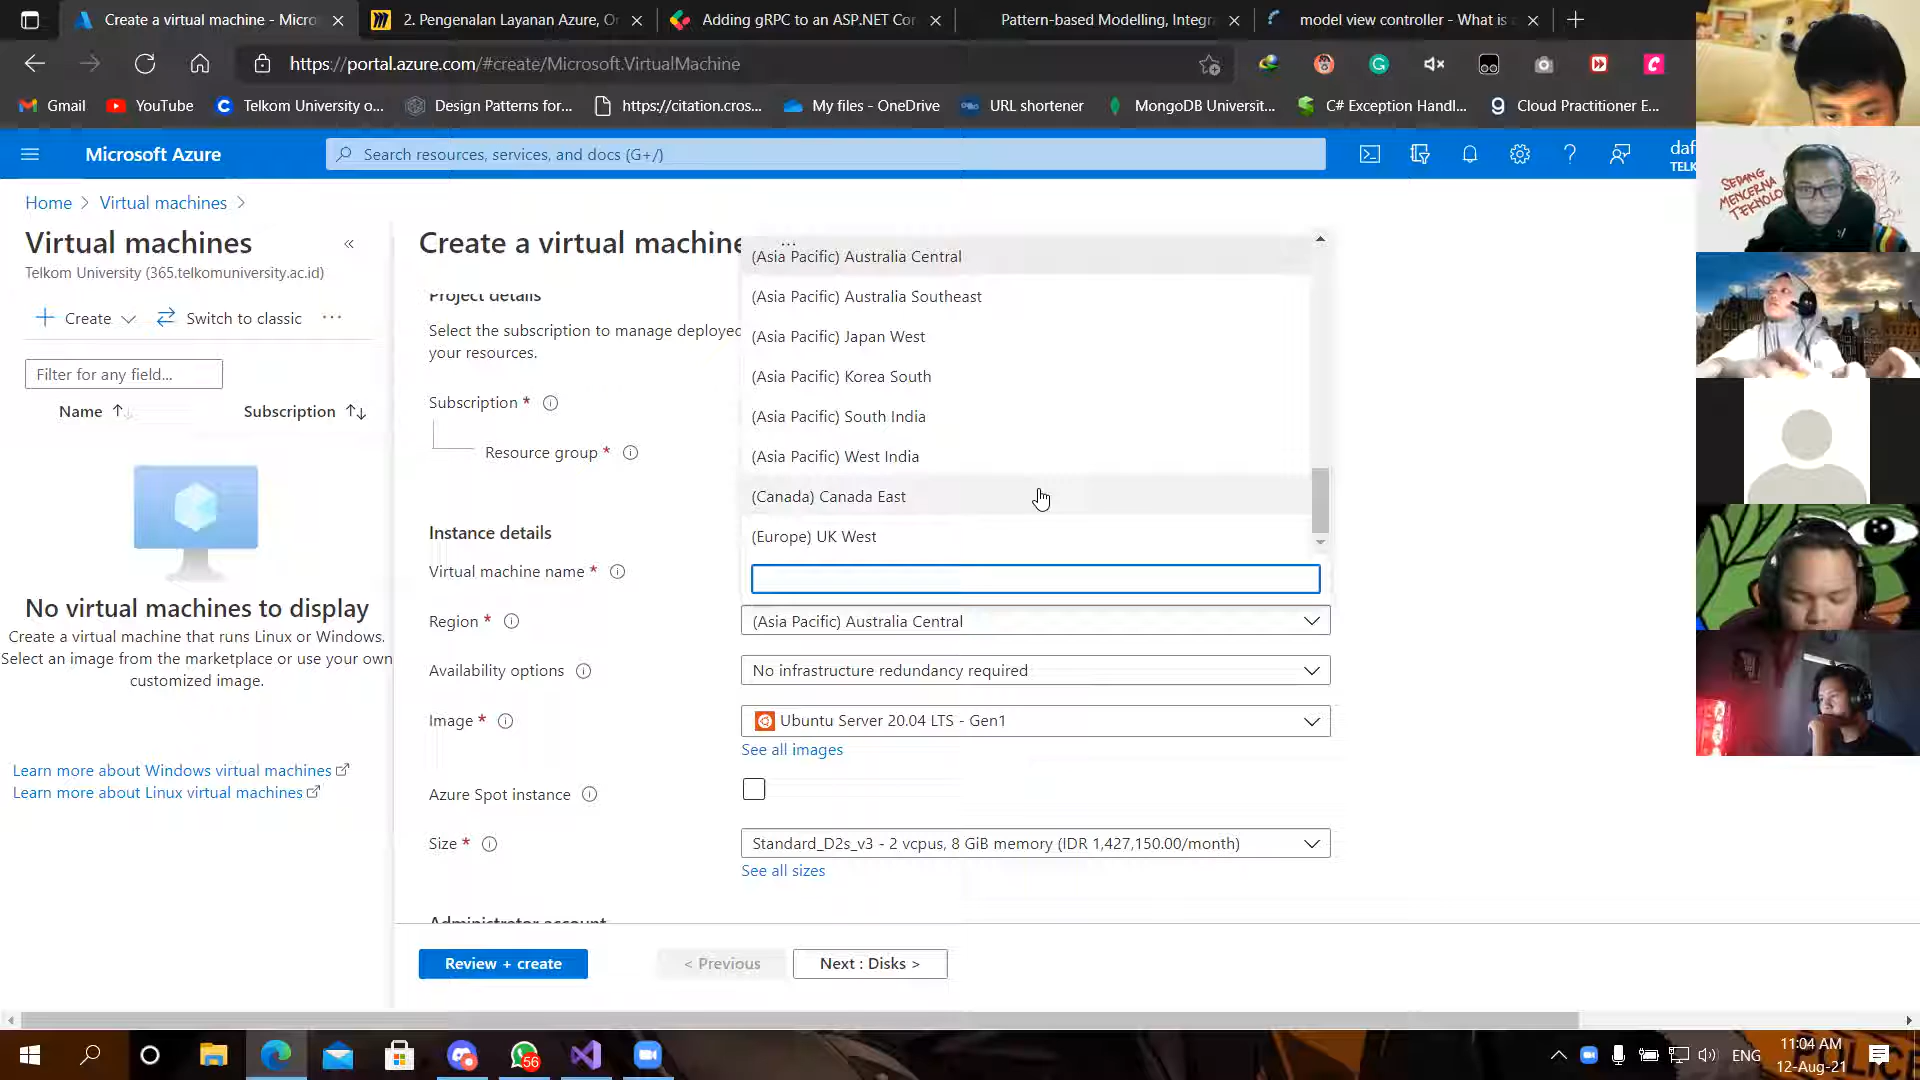 Create a virtual machine - Micro
2. Pengenalan Layanan Azure, O
Adding gRPC to an ASP.NET Co
Pattern-based Modelling, Integr
model view controller - What is
https://portal.azure.com/#create/Microsoft.VirtualMachine
Gmail
YouTube
Telkom University o...
Design Patterns for...
https://citation.cros...
My files - OneDrive
URL shortener
MongoDB Universit...
C# Exception Handl...
Cloud Practitioner E...
Microsoft Azure
Search resources, services, and docs (G+/)
daf
TELK
Home > Virtual machines >
Virtual machines
Telkom University (365.telkomuniversity.ac.id)
Create
Switch to classic
...
Filter for any field...
Name
Subscription
No virtual machines to display
Create a virtual machine that runs Linux or Windows.
Select an image from the marketplace or use your own
customized image.
Learn more about Windows virtual machines
Learn more about Linux virtual machines
Create a virtual machine ...
Project details
Select the subscription to manage deployed
your resources.
Subscription *
Resource group *
Instance details
Virtual machine name *
(Asia Pacific) Australia Central
(Asia Pacific) Australia Southeast
(Asia Pacific) Japan West
(Asia Pacific) Korea South
(Asia Pacific) South India
(Asia Pacific) West India
(Canada) Canada East
(Europe) UK West
Region *
(Asia Pacific) Australia Central
Availability options
No infrastructure redundancy required
Image *
Ubuntu Server 20.04 LTS - Gen1
See all images
Azure Spot instance
Size *
Standard_D2s_v3 - 2 vcpus, 8 GiB memory (IDR 1,427,150.00/month)
See all sizes
Administrator account
Review + create
< Previous
Next : Disks >
SEDANG
MENCERNA
TEKNOLO
56
ENG
11:04 AM
12-Aug-21